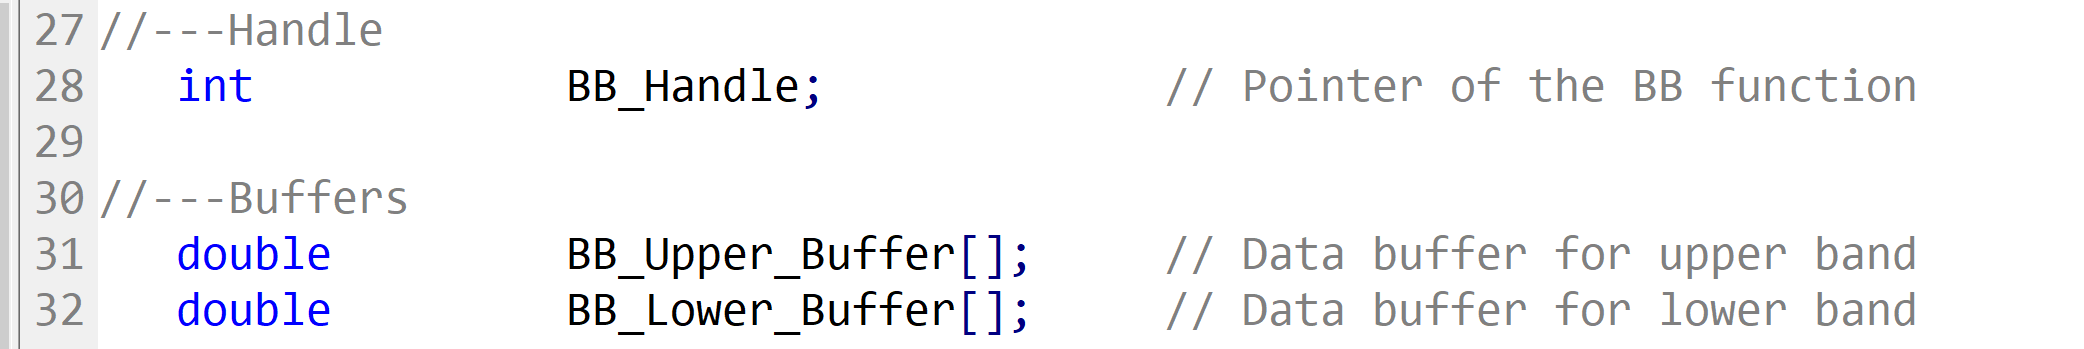 27 //---Handle
28    int            BB_Handle;             // Pointer of the BB function
29
30 //---Buffers
31    double         BB_Upper_Buffer[];     // Data buffer for upper band
32    double         BB_Lower_Buffer[];     // Data buffer for lower band